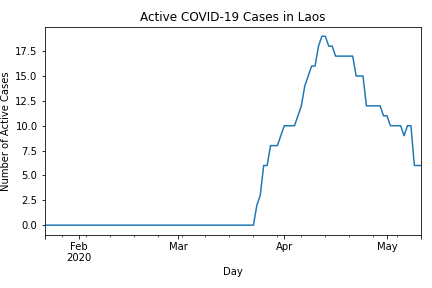 Active COVID-19 Cases in Laos
Number of Active Cases
17.5
15.0
12.5
10.0
7.5
5.0
2.5
0.0
Feb Mar Apr May
2020
Day